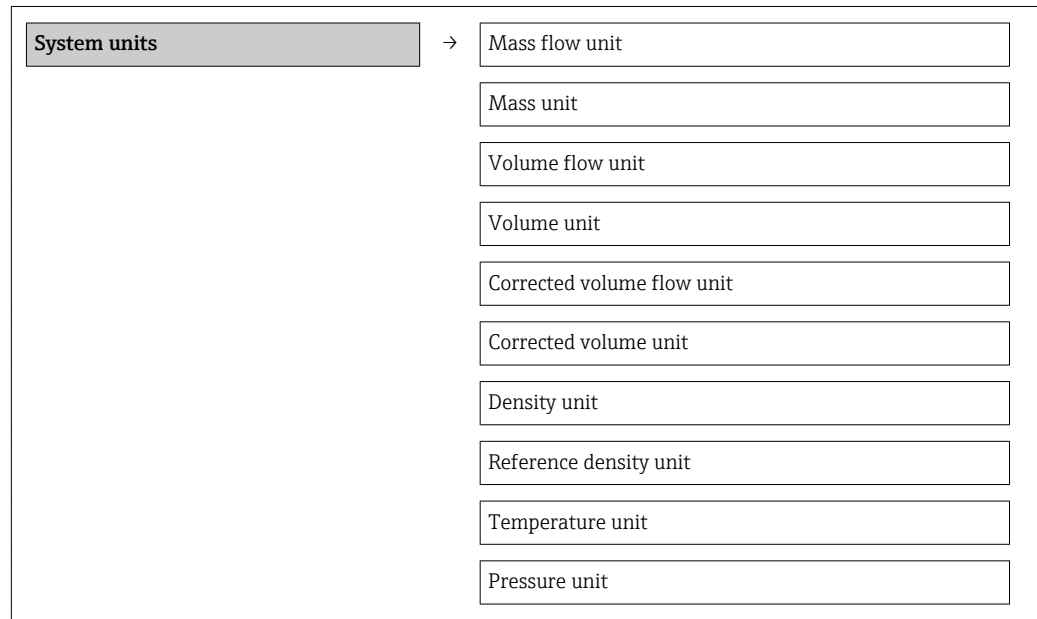 System units → Mass flow unit
Mass unit
Volume flow unit
Volume unit
Corrected volume flow unit
Corrected volume unit
Density unit
Reference density unit
Temperature unit
Pressure unit